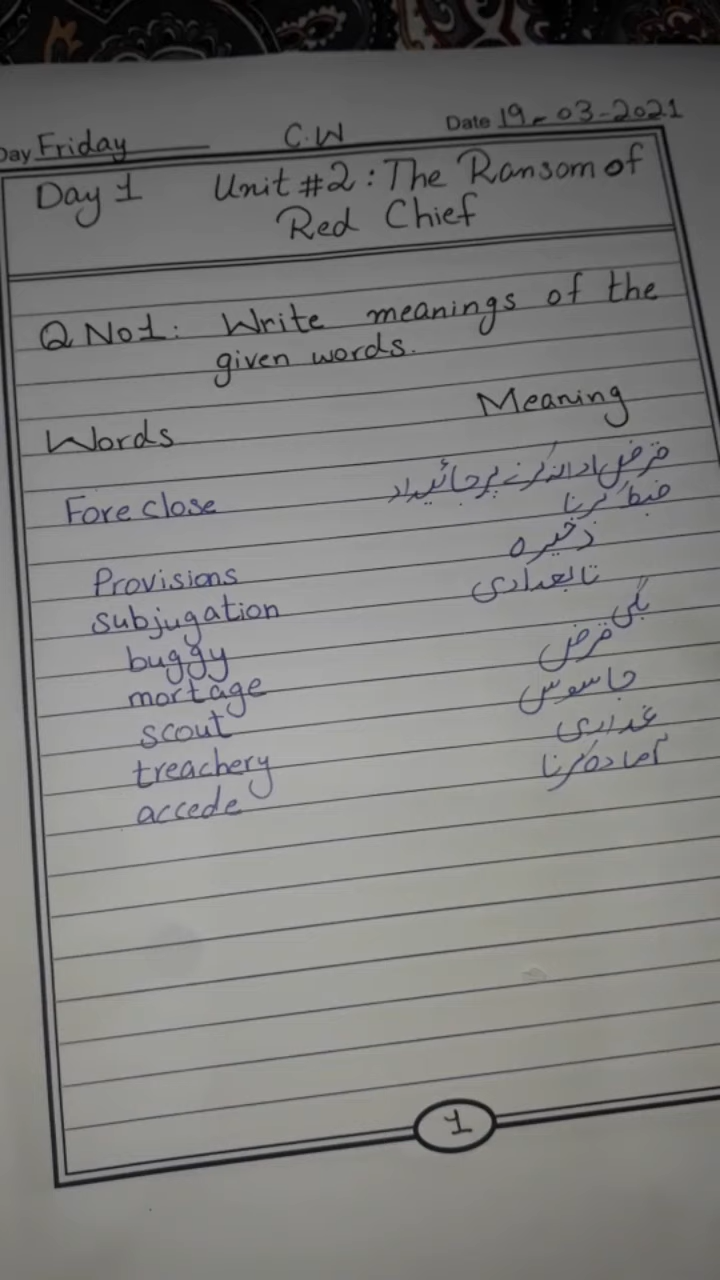 Day Friday C.W Date 19-03-2021
Day 1 Unit #2: The Ransom of
Red Chief
Q No1: Write meanings of the
given words.
Words Meaning
Fore close قرض ادا نہ کرنے پر جائیداد
ضبط کرنا
Provisions ذخیرہ
subjugation تابعداری
buggy بگی
mortage قرض
scout جاسوس
treachery غداری
accede آمادہ کرنا
1